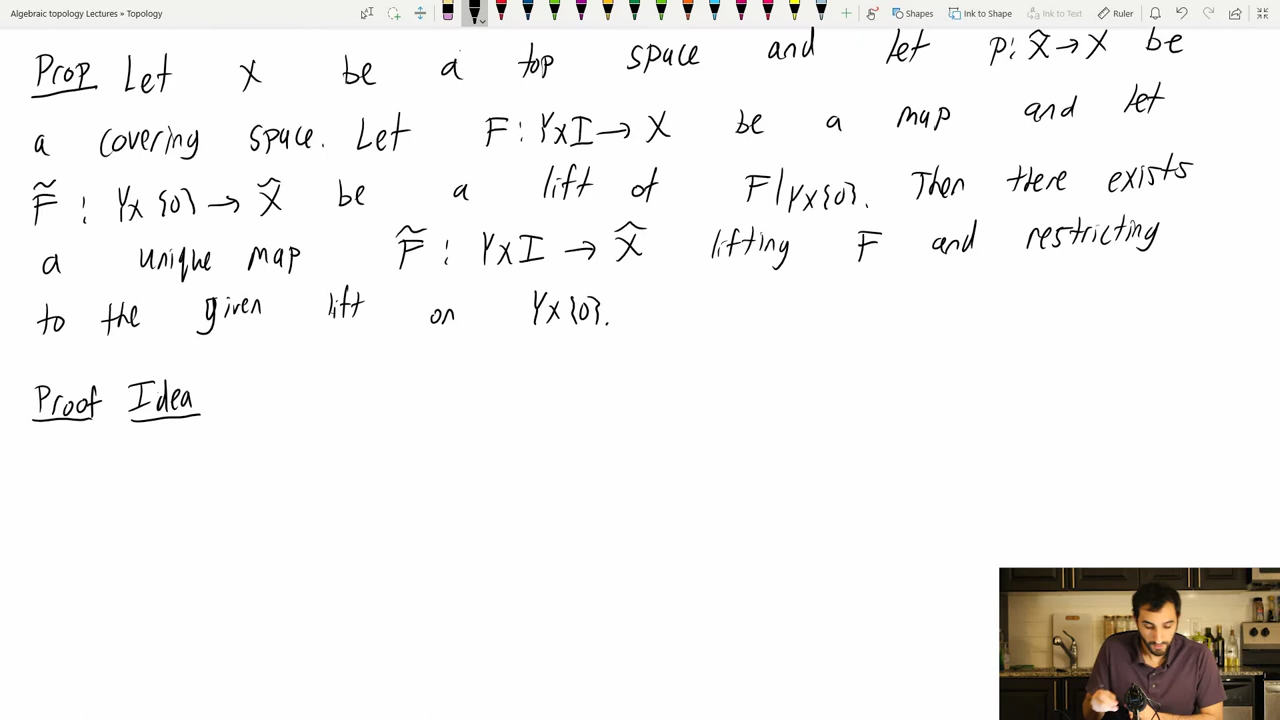 Algebraic topology Lectures » Topology
Shapes Ink to Shape Ink to Text Ruler
Prop Let X be a top space and let p: X̃→X be
a covering space. Let F: Y×I→X be a map and let
F̃ : Y×{0}→X̃ be a lift of F|Y×{0}. Then there exists
a unique map F̃ : Y×I → X̃ lifting F and restricting
to the given lift on Y×{0}.
Proof Idea